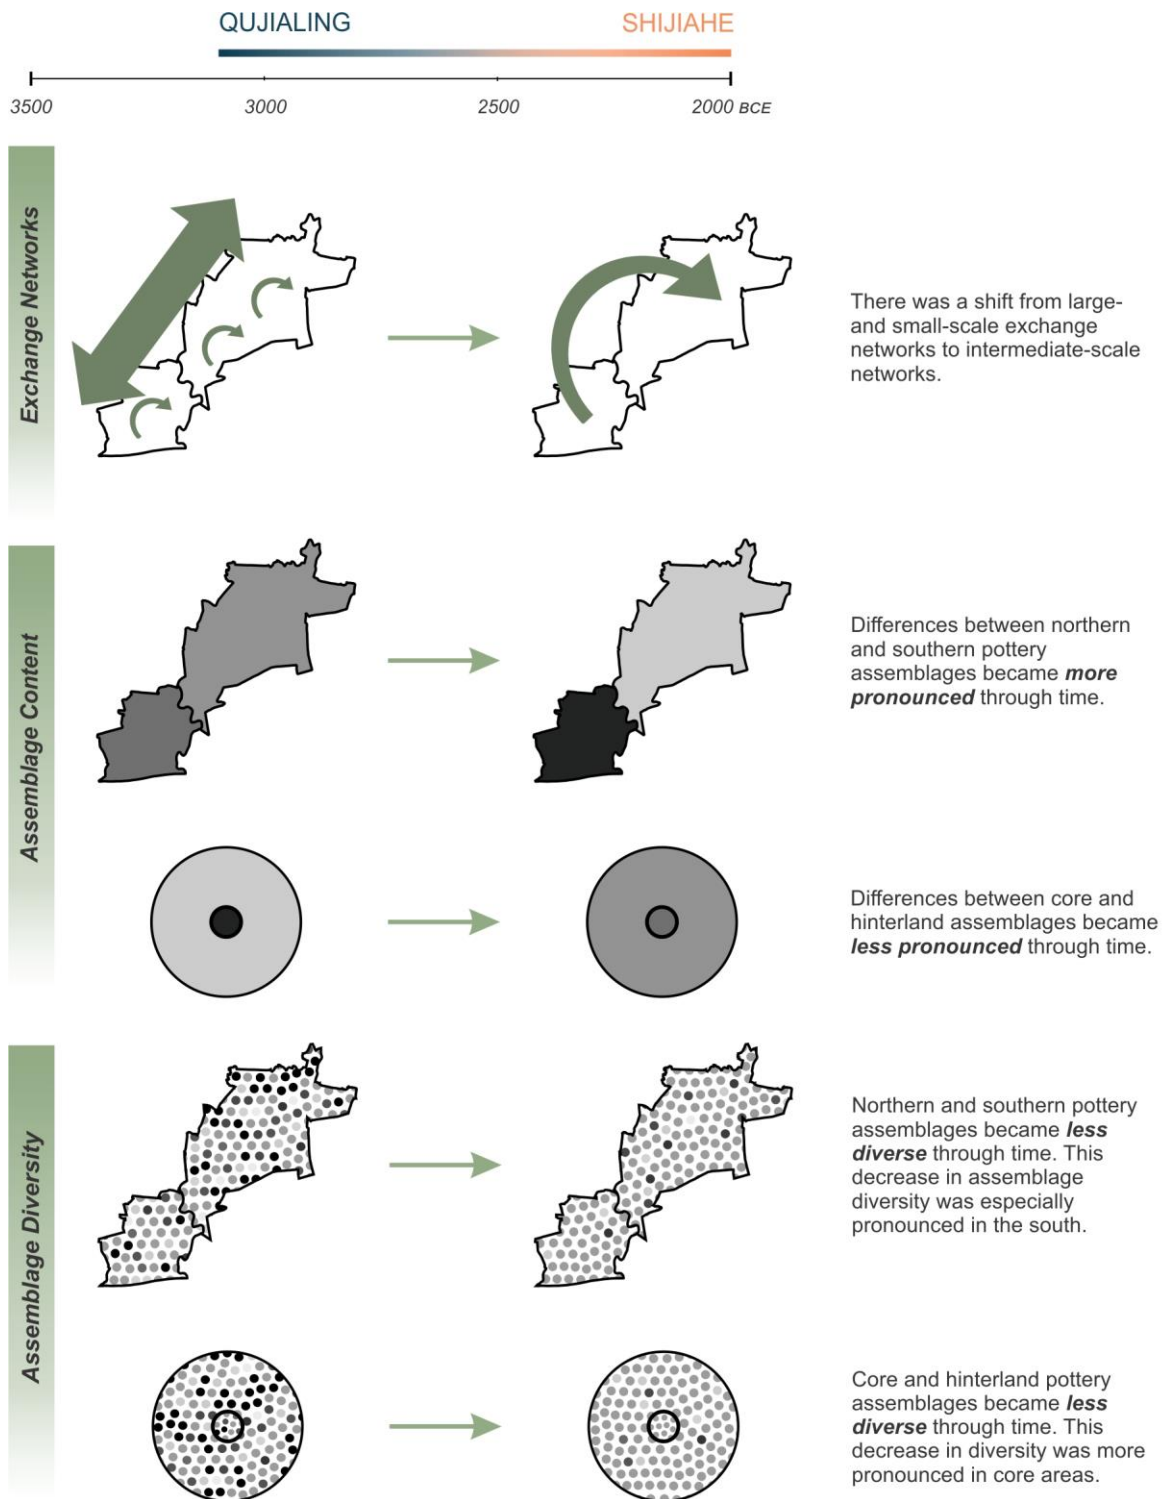 QUJIALING SHIJIAHE
3500 3000 2500 2000 BCE
Exchange Networks
There was a shift from large-
and small-scale exchange
networks to intermediate-scale
networks.
Assemblage Content
Differences between northern
and southern pottery
assemblages became more
pronounced through time.
Differences between core and
hinterland assemblages became
less pronounced through time.
Assemblage Diversity
Northern and southern pottery
assemblages became less
diverse through time. This
decrease in assemblage
diversity was especially
pronounced in the south.
Core and hinterland pottery
assemblages became less
diverse through time. This
decrease in diversity was more
pronounced in core areas.